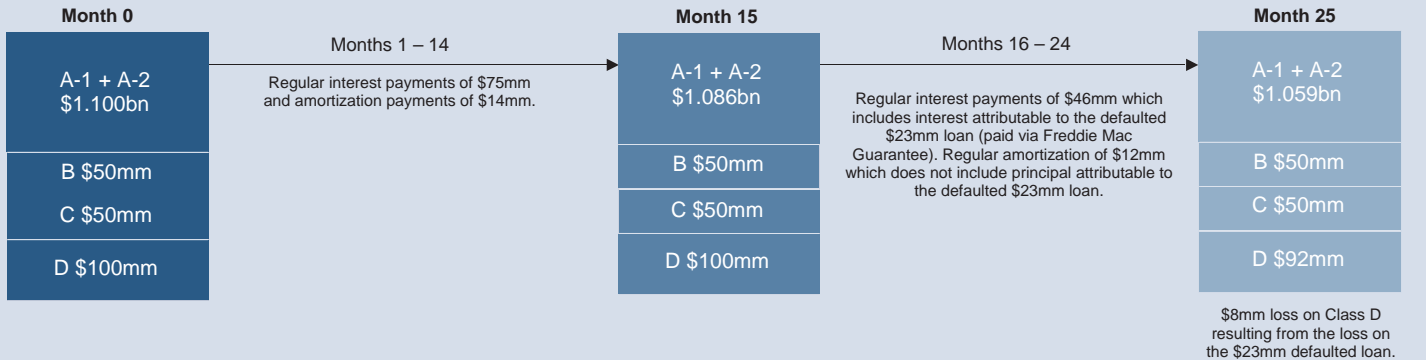 Month 0
A-1 + A-2
$1.100bn
B $50mm
C $50mm
D $100mm
Months 1 – 14
Regular interest payments of $75mm
and amortization payments of $14mm.
Month 15
A-1 + A-2
$1.086bn
B $50mm
C $50mm
D $100mm
Months 16 – 24
Regular interest payments of $46mm which
includes interest attributable to the defaulted
$23mm loan (paid via Freddie Mac
Guarantee). Regular amortization of $12mm
which does not include principal attributable to
the defaulted $23mm loan.
Month 25
A-1 + A-2
$1.059bn
B $50mm
C $50mm
D $92mm
$8mm loss on Class D
resulting from the loss on
the $23mm defaulted loan.